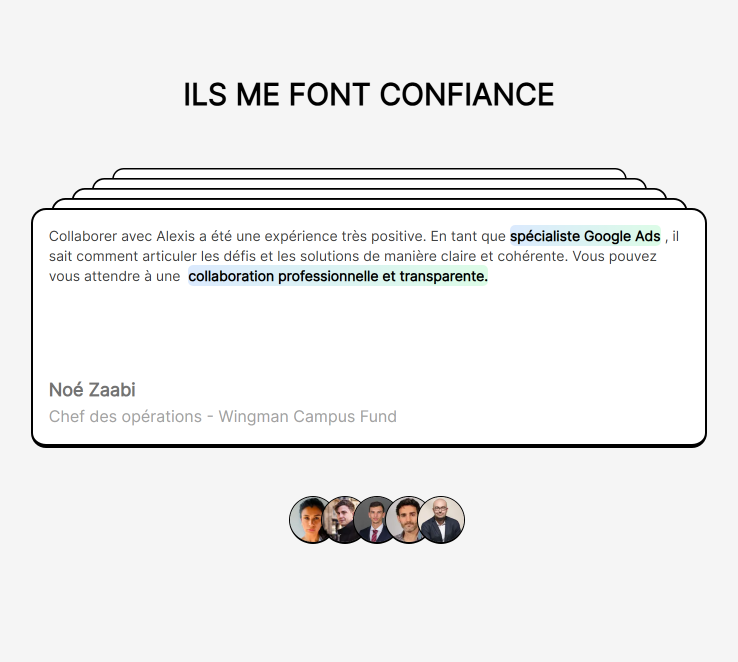 ILS ME FONT CONFIANCE
Collaborer avec Alexis a été une expérience très positive. En tant que spécialiste Google Ads , il
sait comment articuler les défis et les solutions de manière claire et cohérente. Vous pouvez
vous attendre à une collaboration professionnelle et transparente.
Noé Zaabi
Chef des opérations - Wingman Campus Fund